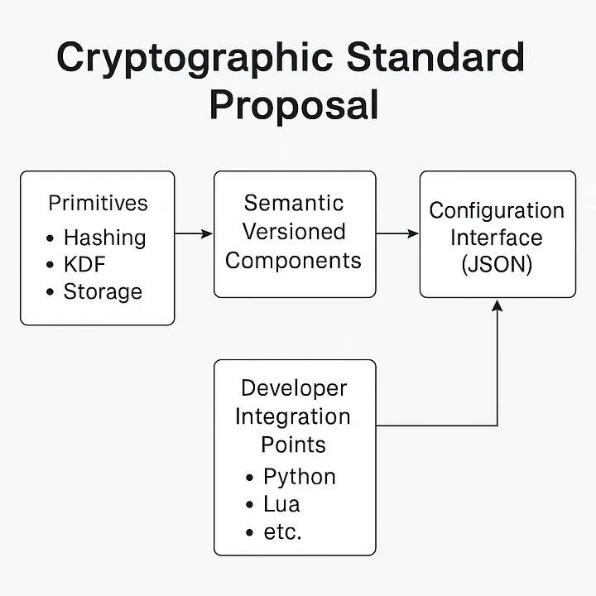 Cryptographic Standard
Proposal
Primitives
• Hashing
• KDF
• Storage
Semantic
Versioned
Components
Configuration
Interface
(JSON)
Developer
Integration
Points
• Python
• Lua
• etc.